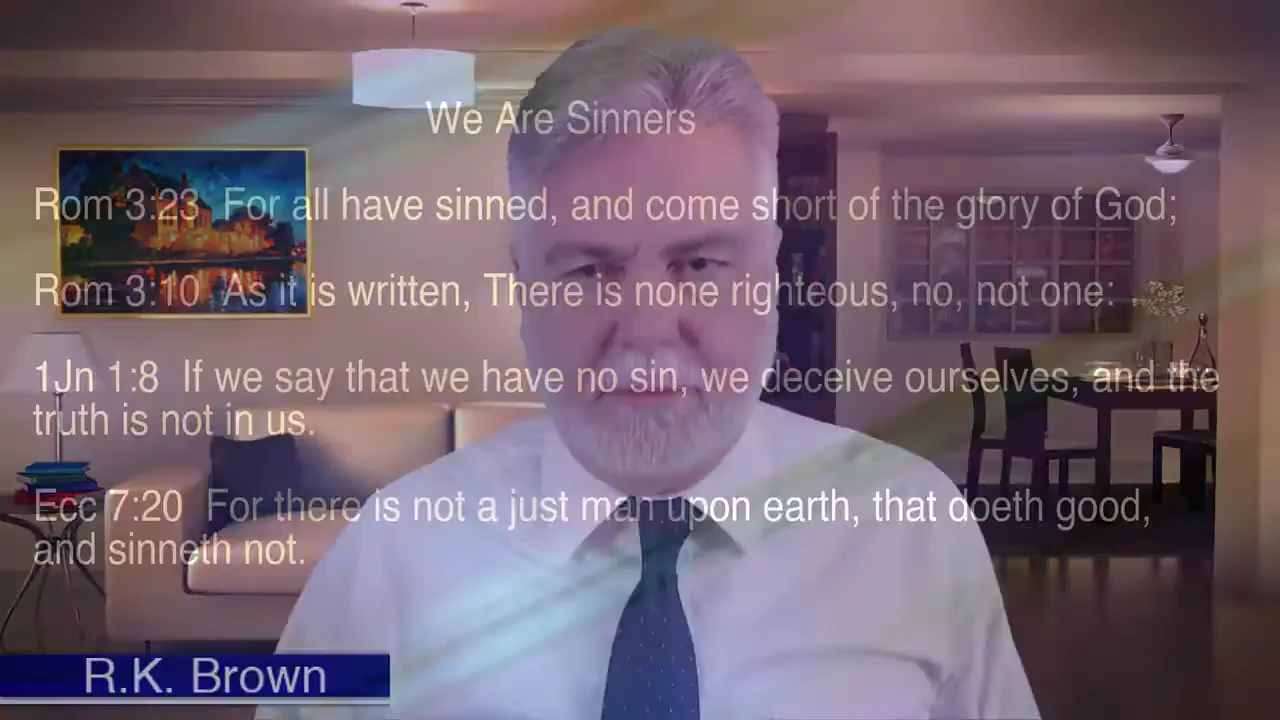 We Are Sinners
Rom 3:23  For all have sinned, and come short of the glory of God;
Rom 3:10  As it is written, There is none righteous, no, not one:
1Jn 1:8  If we say that we have no sin, we deceive ourselves, and the
truth is not in us.
Ecc 7:20  For there is not a just man upon earth, that doeth good,
and sinneth not.
R.K. Brown